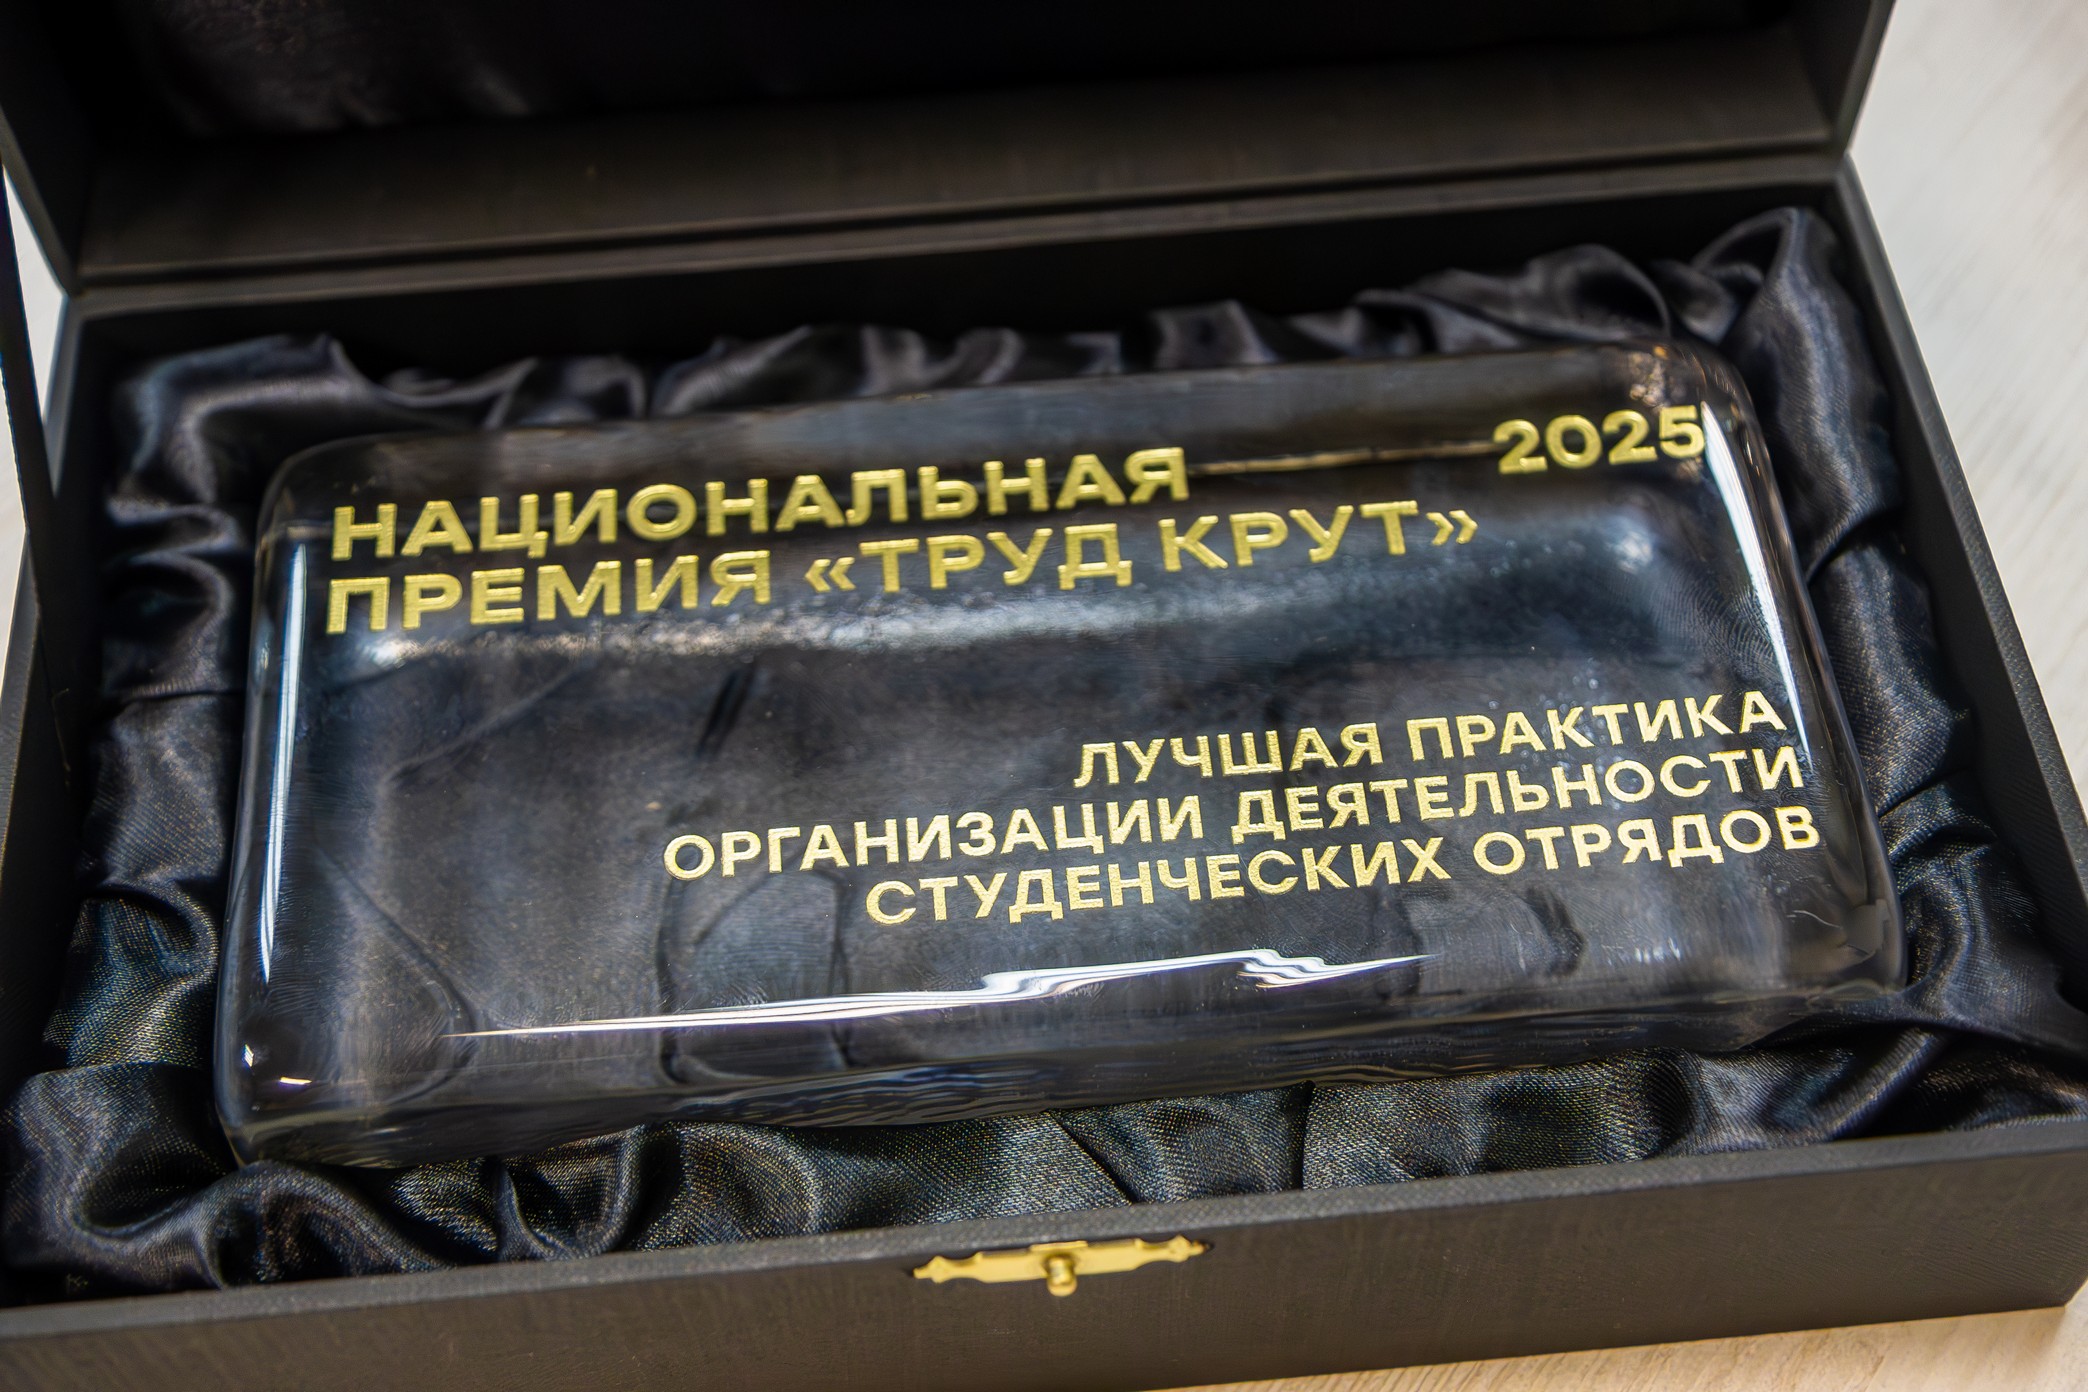 НАЦИОНАЛЬНАЯ 2025
ПРЕМИЯ «ТРУД КРУТ»
ЛУЧШАЯ ПРАКТИКА
ОРГАНИЗАЦИИ ДЕЯТЕЛЬНОСТИ
СТУДЕНЧЕСКИХ ОТРЯДОВ